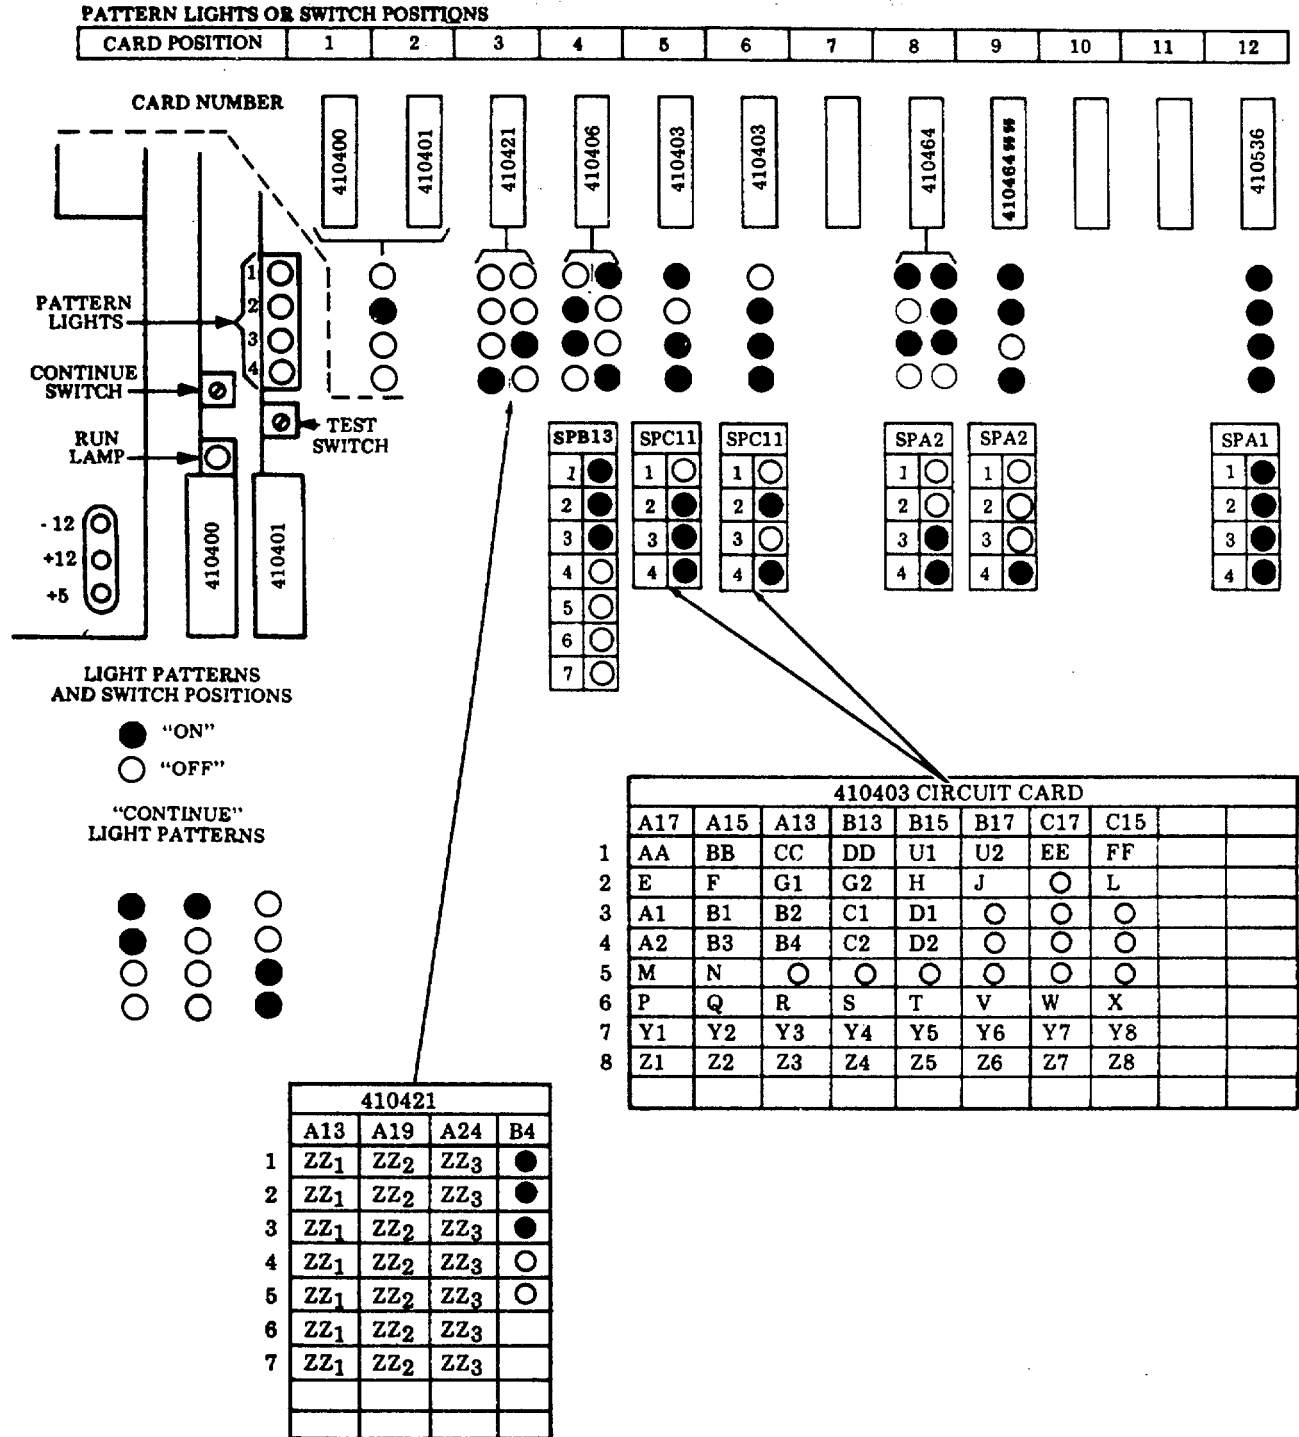 PATTERN LIGHTS OR SWITCH POSITIONS
CARD POSITION 1 2 3 4 5 6 7 8 9 10 11 12
CARD NUMBER
410400
410401
410421
410406
410403
410403
410464
410464
410536
PATTERN LIGHTS
1
2
3
4
CONTINUE SWITCH
TEST SWITCH
RUN LAMP
- 12
+12
+5
410400
410401
SPB13
1
2
3
4
5
6
7
SPC11
1
2
3
4
SPC11
1
2
3
4
SPA2
1
2
3
4
SPA2
1
2
3
4
SPA1
1
2
3
4
LIGHT PATTERNS
AND SWITCH POSITIONS
"ON"
"OFF"
"CONTINUE"
LIGHT PATTERNS
410403 CIRCUIT CARD
A17 A15 A13 B13 B15 B17 C17 C15
1 AA BB CC DD U1 U2 EE FF
2 E F G1 G2 H J L
3 A1 B1 B2 C1 D1
4 A2 B3 B4 C2 D2
5 M N
6 P Q R S T V W X
7 Y1 Y2 Y3 Y4 Y5 Y6 Y7 Y8
8 Z1 Z2 Z3 Z4 Z5 Z6 Z7 Z8
410421
A13 A19 A24 B4
1 ZZ1 ZZ2 ZZ3
2 ZZ1 ZZ2 ZZ3
3 ZZ1 ZZ2 ZZ3
4 ZZ1 ZZ2 ZZ3
5 ZZ1 ZZ2 ZZ3
6 ZZ1 ZZ2 ZZ3
7 ZZ1 ZZ2 ZZ3